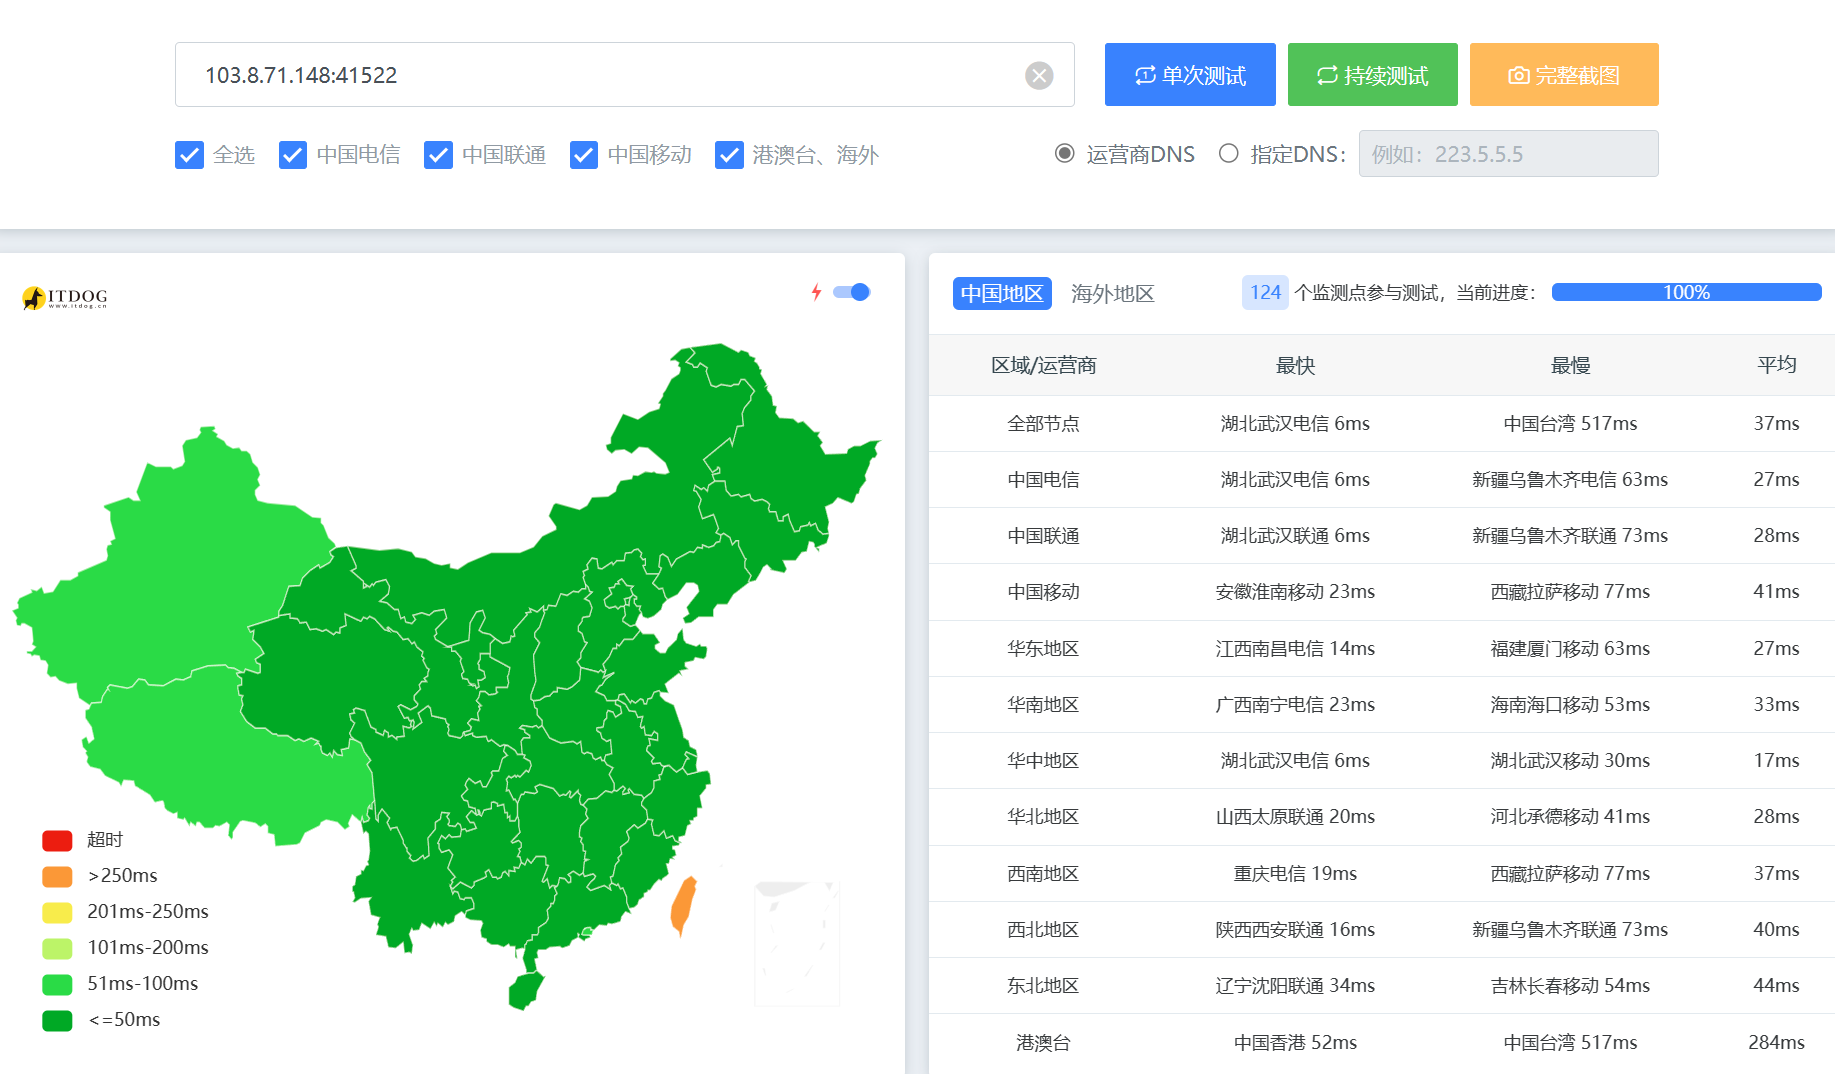 103.8.71.148:41522
单次测试
持续测试
完整截图
全选
中国电信
中国联通
中国移动
港澳台、海外
运营商DNS
指定DNS:
例如：223.5.5.5
ITDOG
www.itdog.cn
中国地区
海外地区
124 个监测点参与测试，当前进度：
100%
区域/运营商 最快 最慢 平均
全部节点 湖北武汉电信 6ms 中国台湾 517ms 37ms
中国电信 湖北武汉电信 6ms 新疆乌鲁木齐电信 63ms 27ms
中国联通 湖北武汉联通 6ms 新疆乌鲁木齐联通 73ms 28ms
中国移动 安徽淮南移动 23ms 西藏拉萨移动 77ms 41ms
华东地区 江西南昌电信 14ms 福建厦门移动 63ms 27ms
华南地区 广西南宁电信 23ms 海南海口移动 53ms 33ms
华中地区 湖北武汉电信 6ms 湖北武汉移动 30ms 17ms
华北地区 山西太原联通 20ms 河北承德移动 41ms 28ms
西南地区 重庆电信 19ms 西藏拉萨移动 77ms 37ms
西北地区 陕西西安联通 16ms 新疆乌鲁木齐联通 73ms 40ms
东北地区 辽宁沈阳联通 34ms 吉林长春移动 54ms 44ms
港澳台 中国香港 52ms 中国台湾 517ms 284ms
超时
>250ms
201ms-250ms
101ms-200ms
51ms-100ms
<=50ms